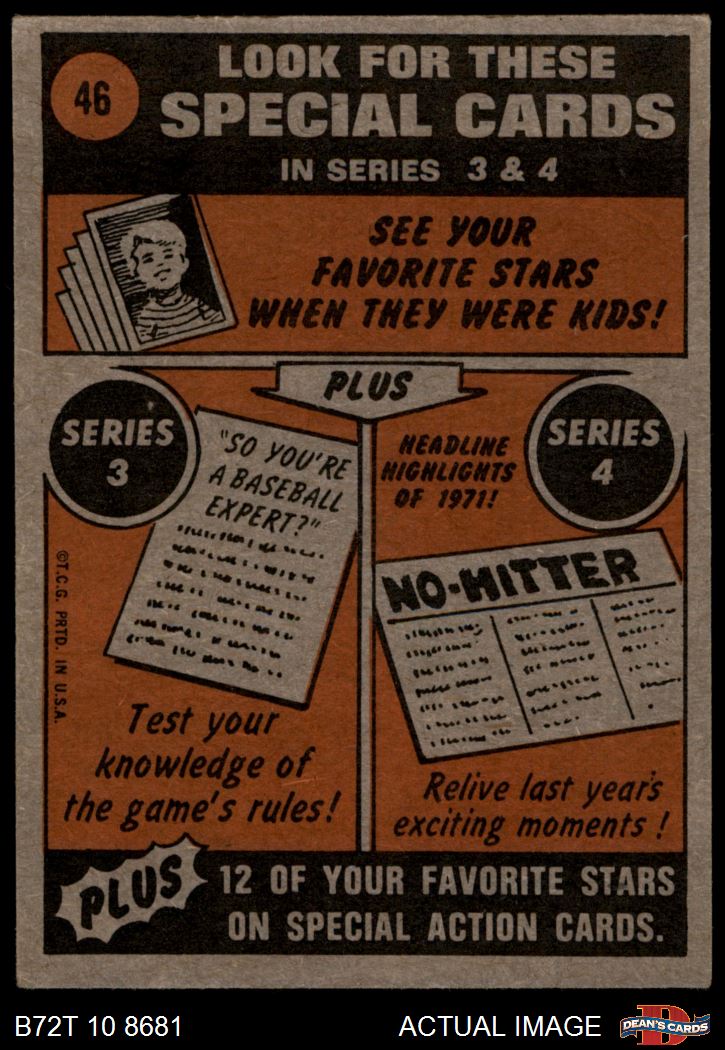 46
LOOK FOR THESE
SPECIAL CARDS
IN SERIES 3 & 4
SEE YOUR
FAVORITE STARS
WHEN THEY WERE KIDS!
PLUS
SERIES
3
"SO YOU'RE
A BASEBALL
EXPERT?"
HEADLINE
HIGHLIGHTS
OF 1971!
SERIES
4
NO-HITTER
©T.C.G. PRTD. IN U.S.A.
Test your
knowledge of
the game's rules!
Relive last year's
exciting moments!
PLUS
12 OF YOUR FAVORITE STARS
ON SPECIAL ACTION CARDS.
B72T 10 8681
ACTUAL IMAGE
D
DEAN'S CARDS